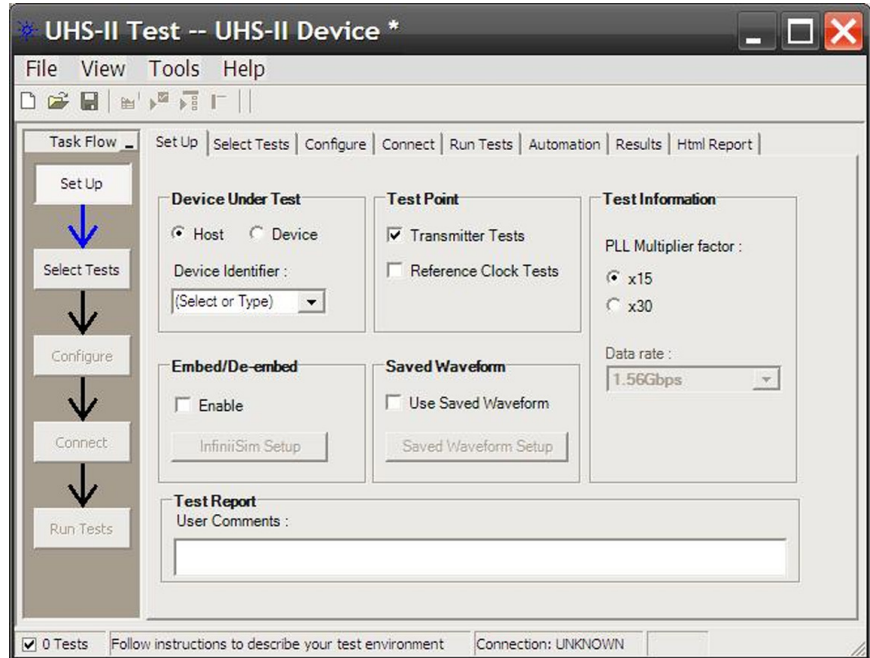 UHS-II Test -- UHS-II Device *
File View Tools Help
Task Flow
Set Up
Select Tests
Configure
Connect
Run Tests
Set Up Select Tests Configure Connect Run Tests Automation Results Html Report
Device Under Test
Host Device
Device Identifier :
(Select or Type)
Test Point
Transmitter Tests
Reference Clock Tests
Test Information
PLL Multiplier factor :
x15
x30
Data rate :
1.56Gbps
Embed/De-embed
Enable
InfiniiSim Setup
Saved Waveform
Use Saved Waveform
Saved Waveform Setup
Test Report
User Comments :
0 Tests Follow instructions to describe your test environment Connection: UNKNOWN